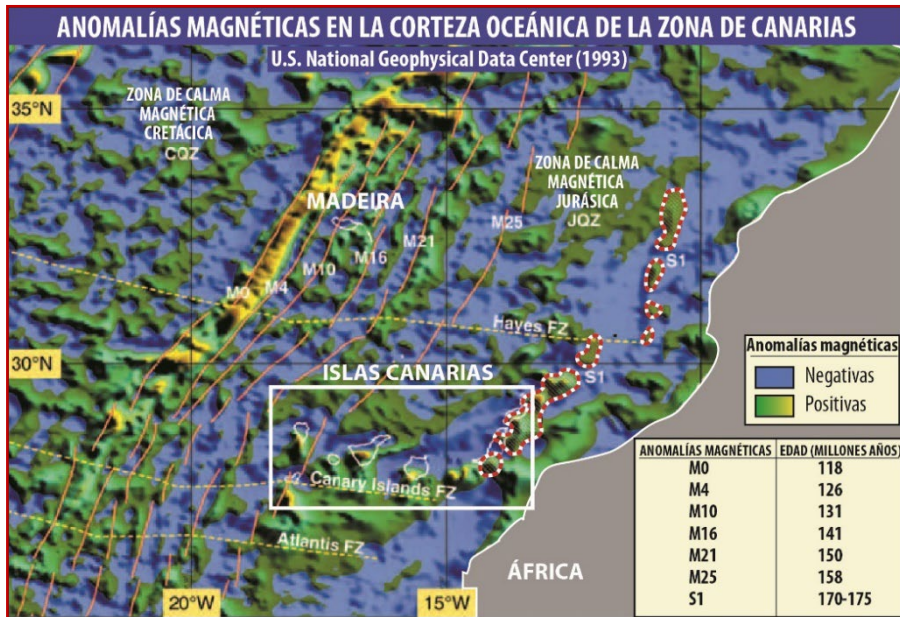 ANOMALÍAS MAGNÉTICAS EN LA CORTEZA OCEÁNICA DE LA ZONA DE CANARIAS
U.S. National Geophysical Data Center (1993)
35°N
ZONA DE CALMA
MAGNÉTICA
CRETÁCICA
CQZ
ZONA DE CALMA
MAGNÉTICA
JURÁSICA
JQZ
MADEIRA
M25
M21
M16
M10
M4
M0
S1
Hayes FZ
30°N
ISLAS CANARIAS
S1
Canary Islands FZ
Atlantis FZ
ÁFRICA
20°W
15°W
Anomalías magnéticas
Negativas
Positivas
ANOMALÍAS MAGNÉTICAS EDAD (MILLONES AÑOS)
M0 118
M4 126
M10 131
M16 141
M21 150
M25 158
S1 170-175